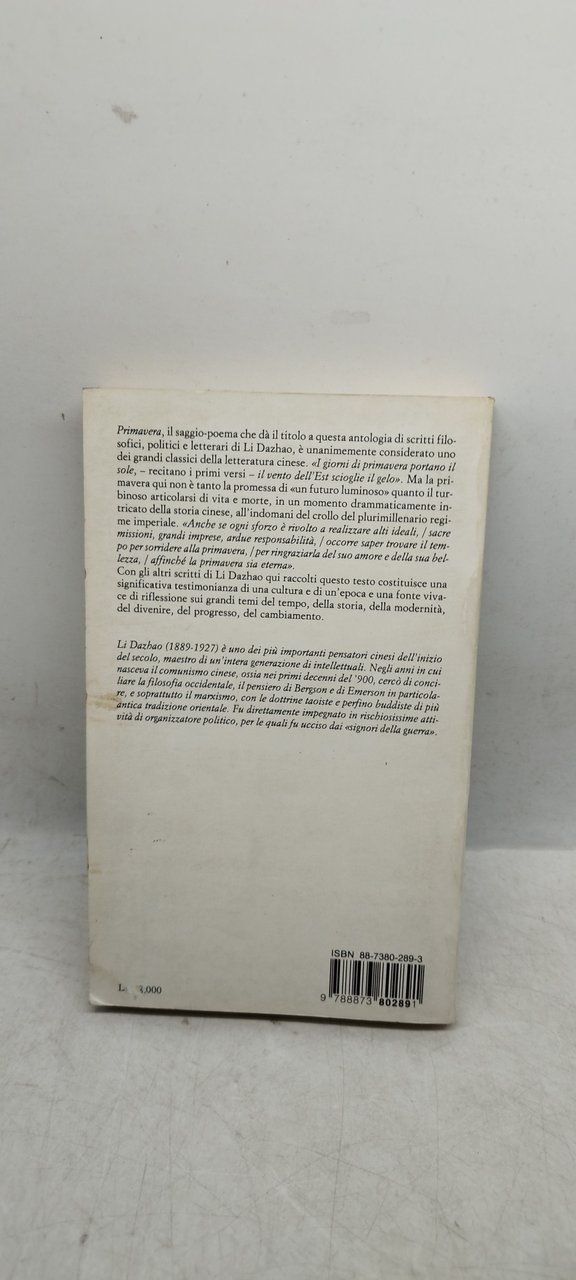 Primavera, il saggio-poema che dà il titolo a questa antologia di scritti filo-
sofici, politici e letterari di Li Dazhao, è unanimemente considerato uno
dei grandi classici della letteratura cinese. «I giorni di primavera portano il
sole, – recitano i primi versi – il vento dell'Est scioglie il gelo». Ma la pri-
mavera qui non è tanto la promessa di «un futuro luminoso» quanto il tur-
binoso articolarsi di vita e morte, in un momento drammaticamente in-
tricato della storia cinese, all'indomani del crollo del plurimillenario regi-
me imperiale. «Anche se ogni sforzo è rivolto a realizzare alti ideali, / sacre
missioni, grandi imprese, ardue responsabilità, / occorre saper trovare il tem-
po per sorridere alla primavera, / per ringraziarla del suo amore e della sua bel-
lezza, / affinché la primavera sia eterna».
Con gli altri scritti di Li Dazhao qui raccolti questo testo costituisce una
significativa testimonianza di una cultura e di un'epoca e una fonte viva-
ce di riflessione sui grandi temi del tempo, della storia, della modernità,
del divenire, del progresso, del cambiamento.
Li Dazhao (1889-1927) è uno dei più importanti pensatori cinesi dell'inizio
del secolo, maestro di un'intera generazione di intellettuali. Negli anni in cui
nasceva il comunismo cinese, ossia nei primi decenni del '900, cercò di conci-
liare la filosofia occidentale, il pensiero di Bergson e di Emerson in particola-
re, e soprattutto il marxismo, con le dottrine taoiste e perfino buddiste di più
antica tradizione orientale. Fu direttamente impegnato in rischiosissime atti-
vità di organizzatore politico, per le quali fu ucciso dai «signori della guerra».
ISBN 88-7380-289-3
9 788873 802891